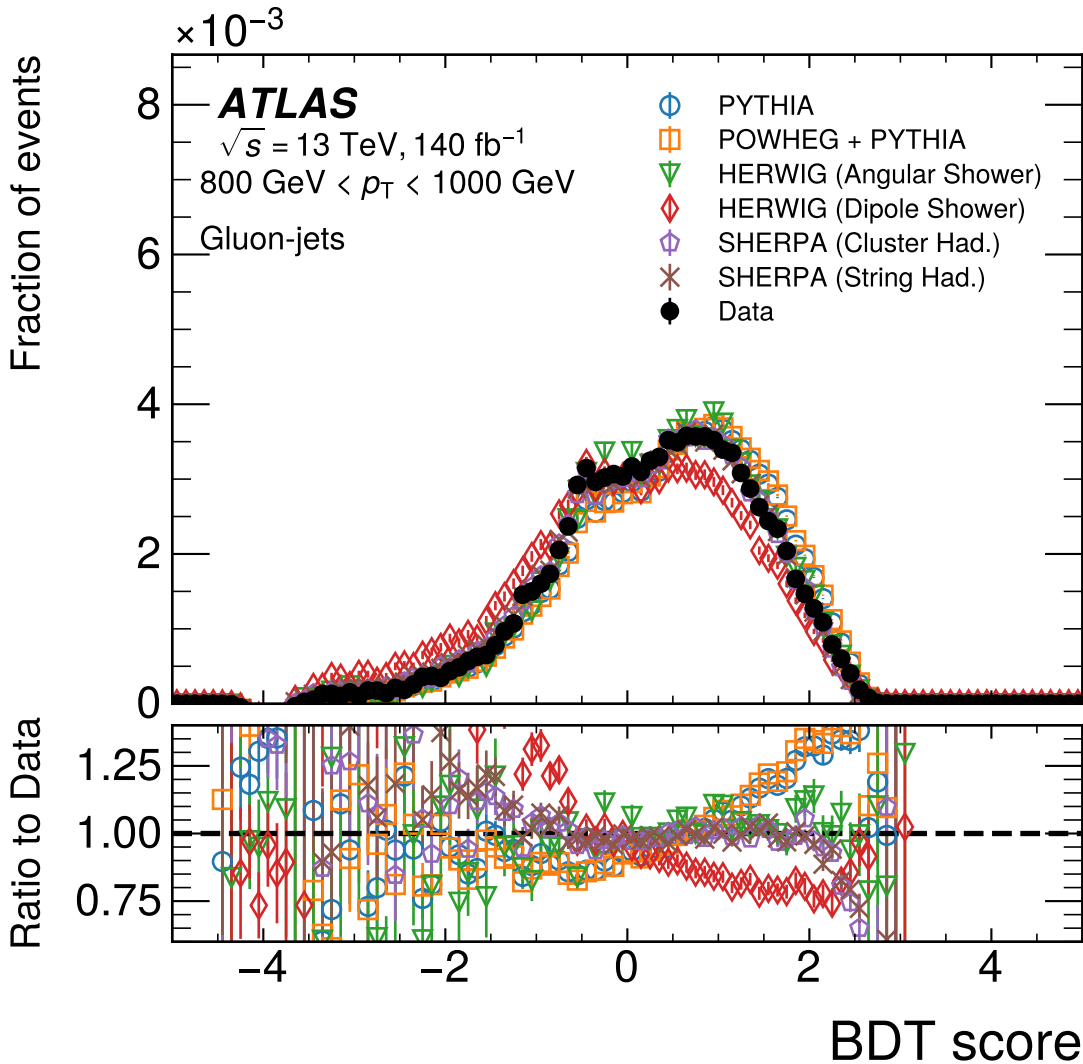 ×10⁻³
Fraction of events
8
6
4
2
0
ATLAS
√s = 13 TeV, 140 fb⁻¹
800 GeV < p_T < 1000 GeV
Gluon-jets
PYTHIA
POWHEG + PYTHIA
HERWIG (Angular Shower)
HERWIG (Dipole Shower)
SHERPA (Cluster Had.)
SHERPA (String Had.)
Data
Ratio to Data
1.25
1.00
0.75
−4 −2 0 2 4
BDT score